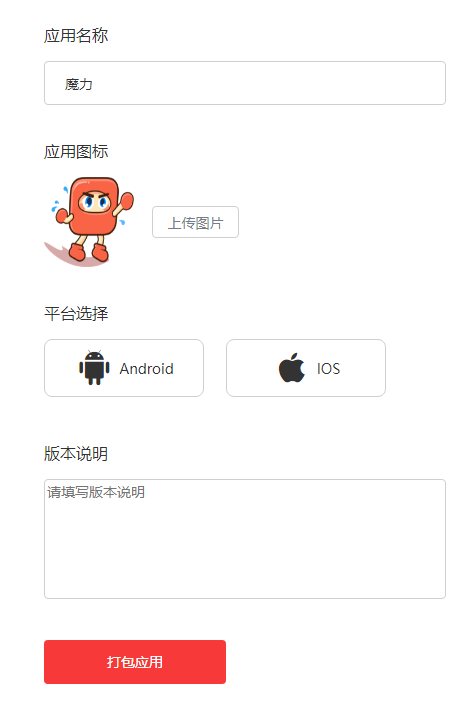 应用名称
魔力
应用图标
上传图片
平台选择
Android
IOS
版本说明
请填写版本说明
打包应用